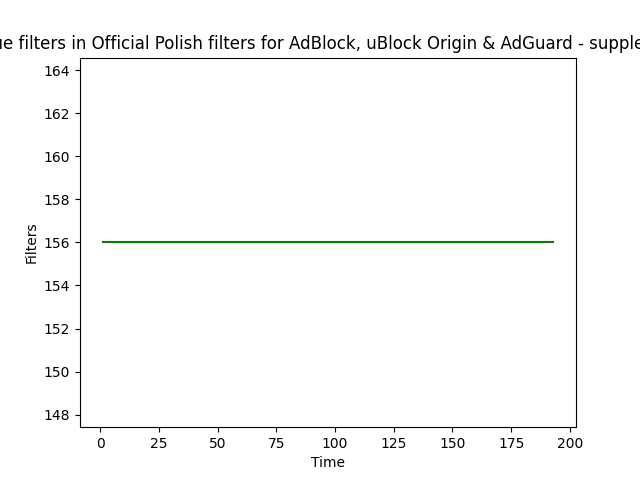 ue filters in Official Polish filters for AdBlock, uBlock Origin & AdGuard - supple
164
162
160
158
156
154
152
150
148
Filters
0 25 50 75 100 125 150 175 200
Time